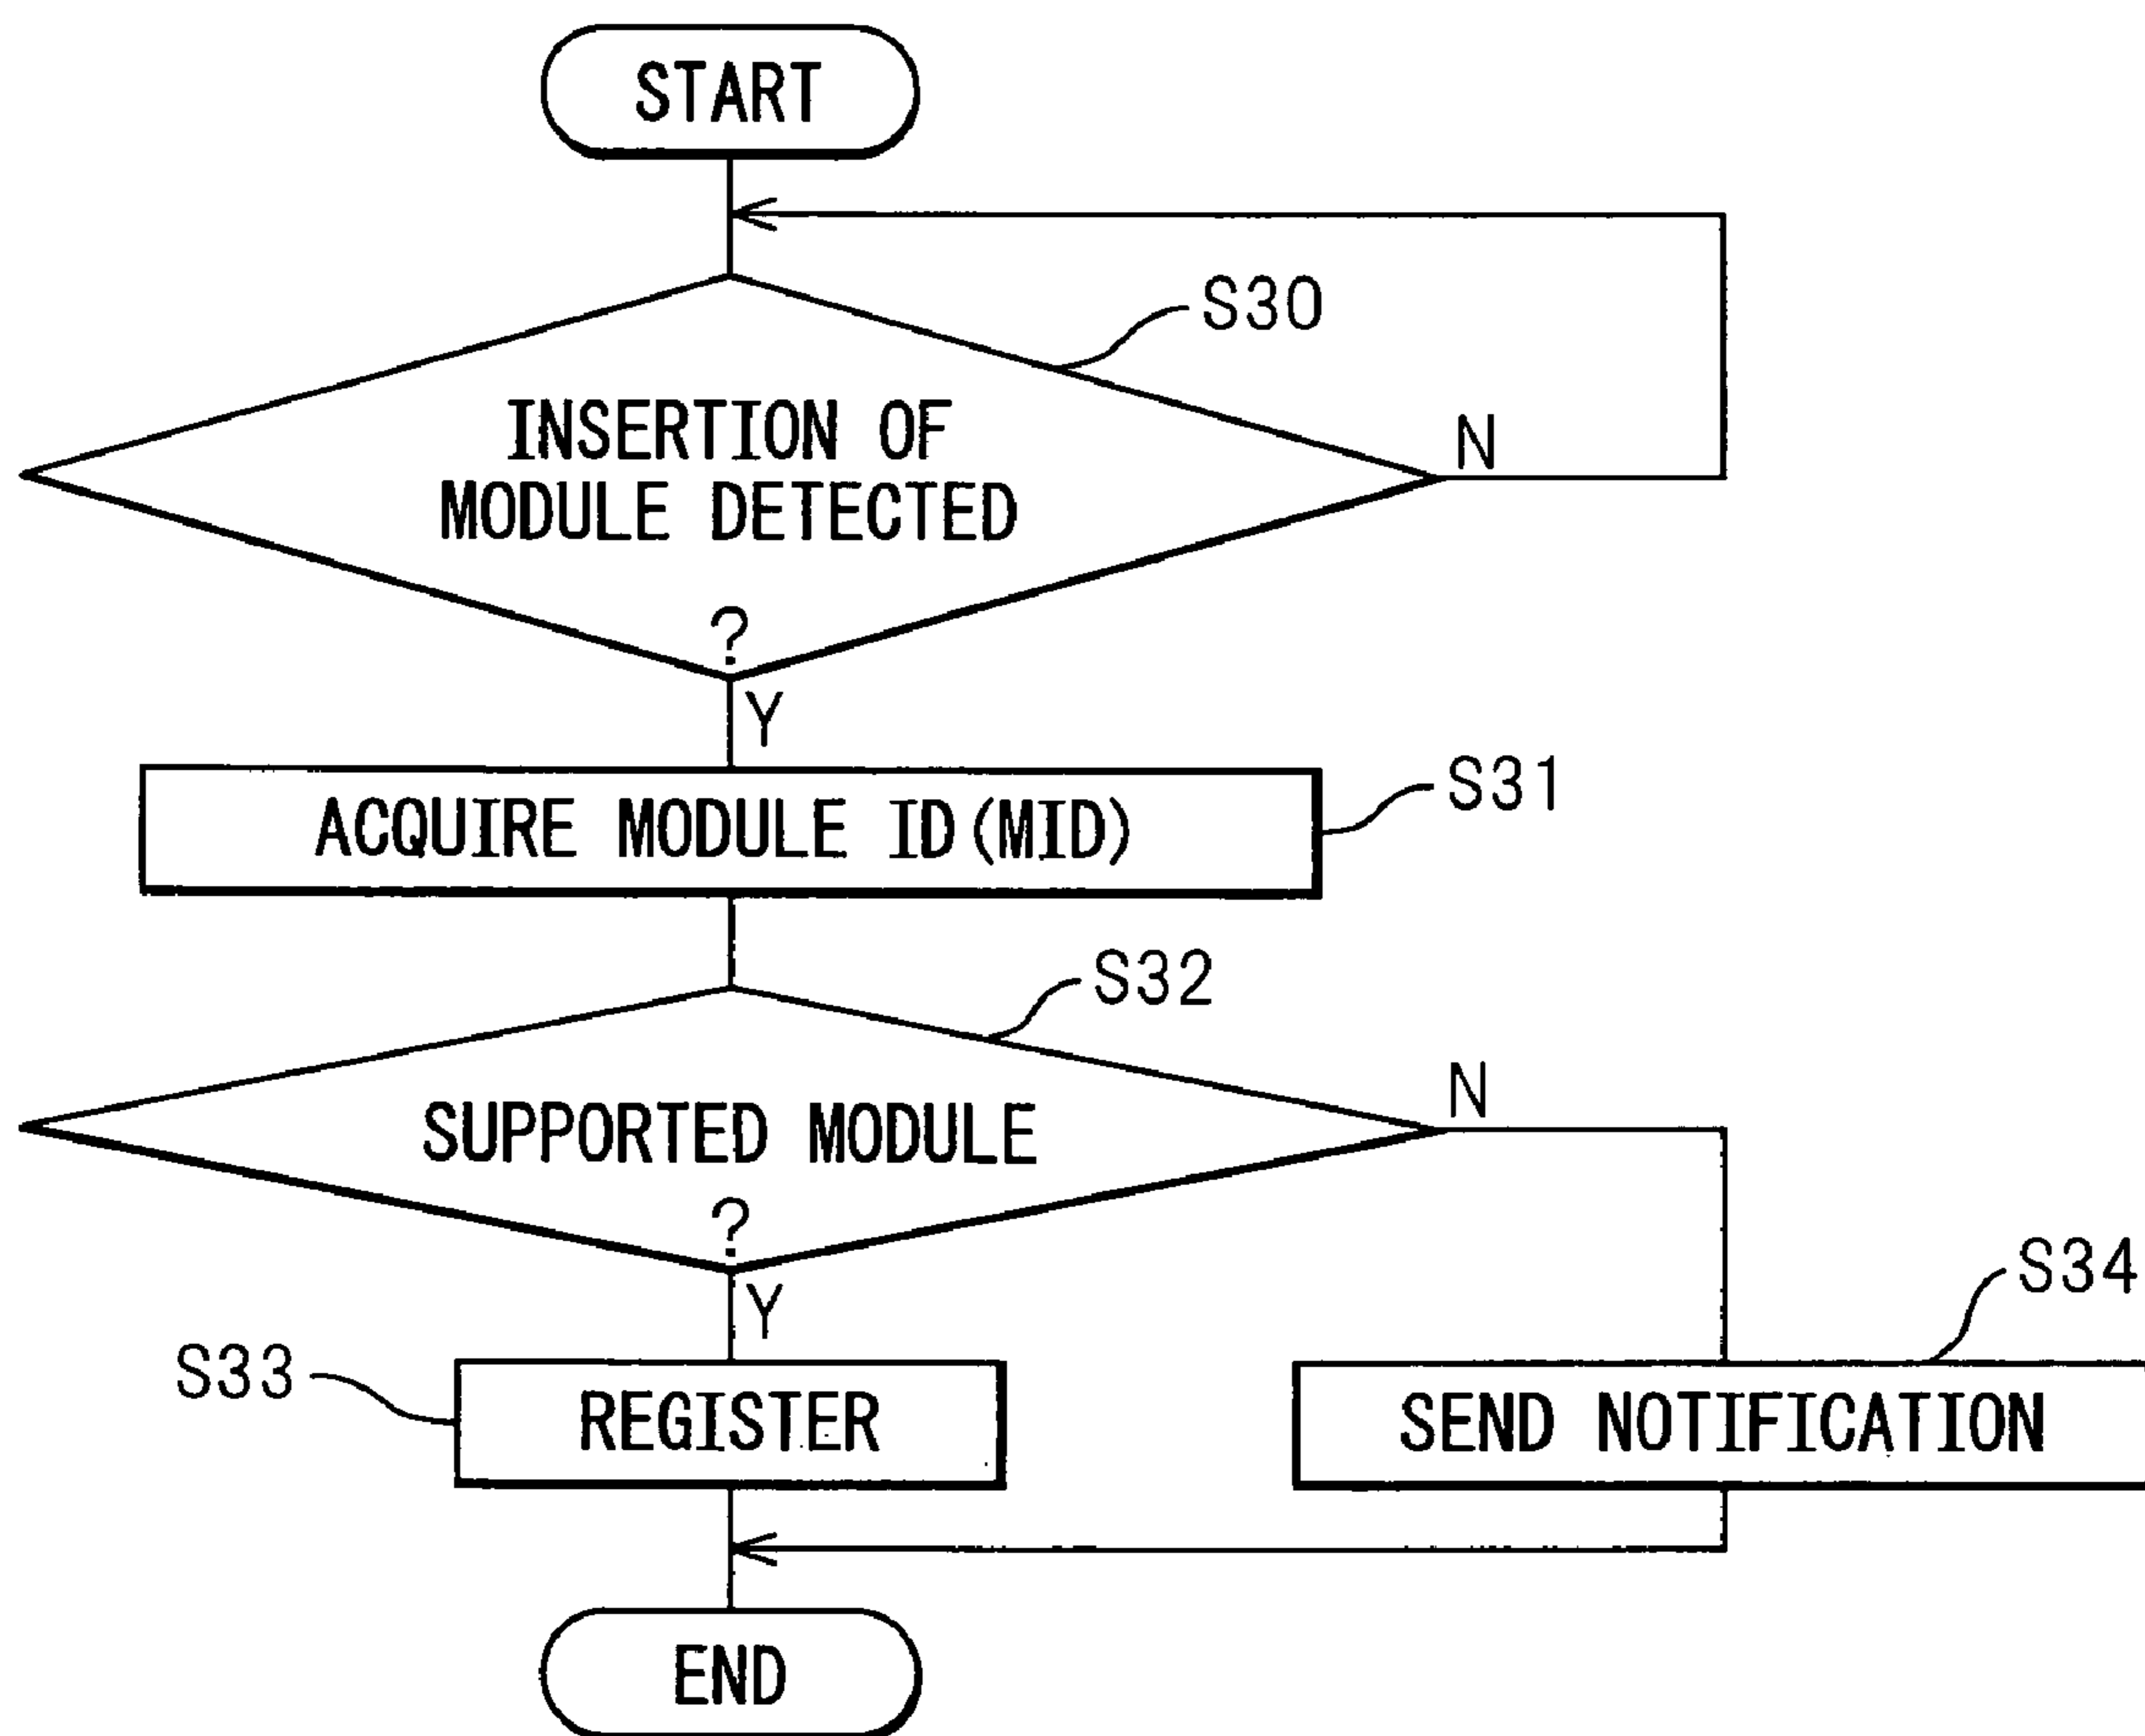 START
S30
INSERTION OF
MODULE DETECTED
?
N
Y
ACQUIRE MODULE ID(MID)
S31
S32
SUPPORTED MODULE
?
N
Y
S33
REGISTER
S34
SEND NOTIFICATION
END